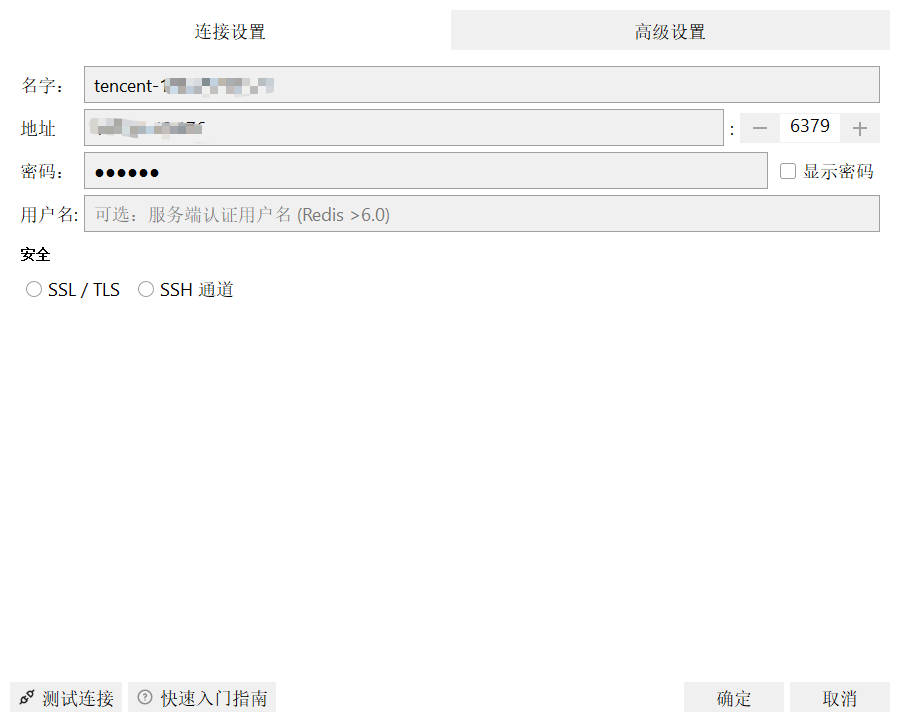 连接设置 高级设置
名字: tencent-
地址 : 6379
密码: ●●●●●● 显示密码
用户名: 可选：服务端认证用户名 (Redis >6.0)
安全
SSL / TLS SSH 通道
测试连接 快速入门指南 确定 取消